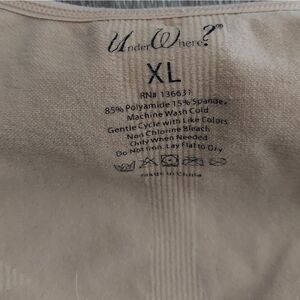 UnderWhere?®
XL
RN# 136631
85% Polyamide 15% Spandex
Machine Wash Cold
Gentle Cycle with Like Colors
Non Chlorine Bleach
Only When Needed
Do Not Iron, Lay Flat to Dry
Made in China